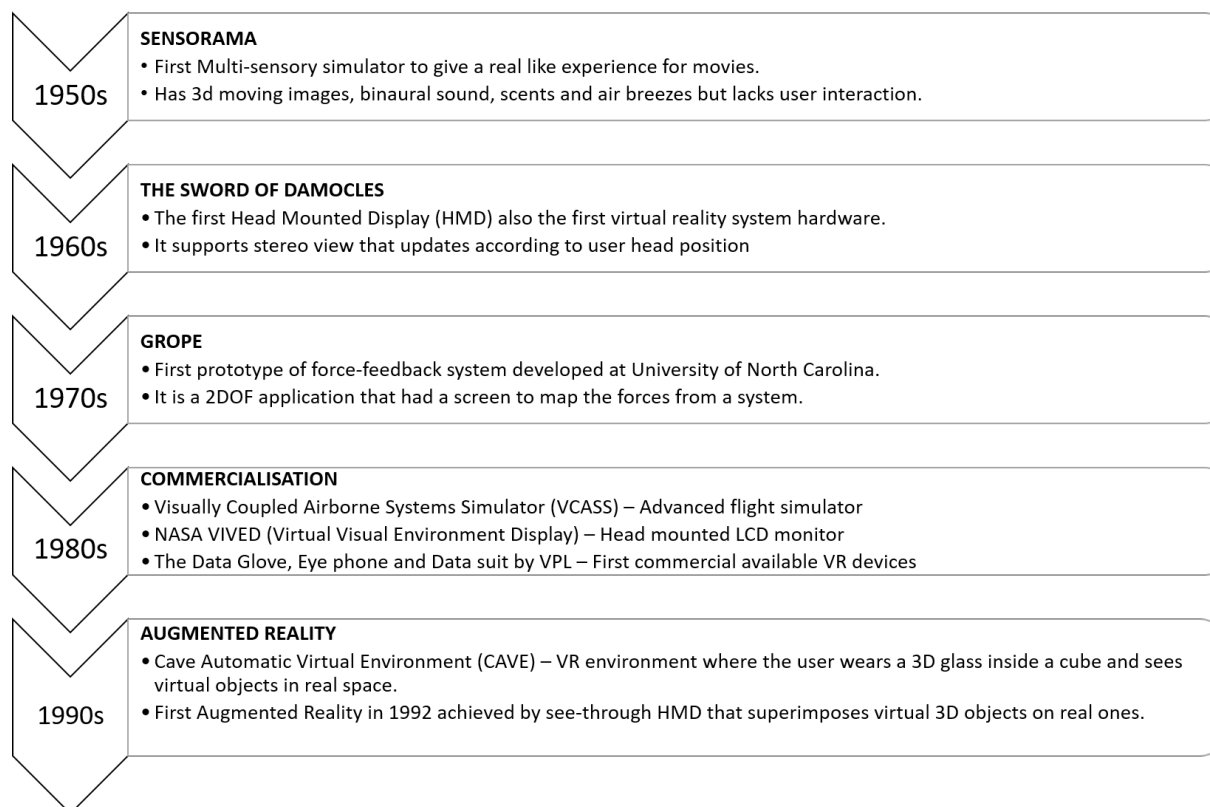 1950s
SENSORAMA
• First Multi-sensory simulator to give a real like experience for movies.
• Has 3d moving images, binaural sound, scents and air breezes but lacks user interaction.
1960s
THE SWORD OF DAMOCLES
• The first Head Mounted Display (HMD) also the first virtual reality system hardware.
• It supports stereo view that updates according to user head position
1970s
GROPE
• First prototype of force-feedback system developed at University of North Carolina.
• It is a 2DOF application that had a screen to map the forces from a system.
1980s
COMMERCIALISATION
• Visually Coupled Airborne Systems Simulator (VCASS) – Advanced flight simulator
• NASA VIVED (Virtual Visual Environment Display) – Head mounted LCD monitor
• The Data Glove, Eye phone and Data suit by VPL – First commercial available VR devices
1990s
AUGMENTED REALITY
• Cave Automatic Virtual Environment (CAVE) – VR environment where the user wears a 3D glass inside a cube and sees
virtual objects in real space.
• First Augmented Reality in 1992 achieved by see-through HMD that superimposes virtual 3D objects on real ones.